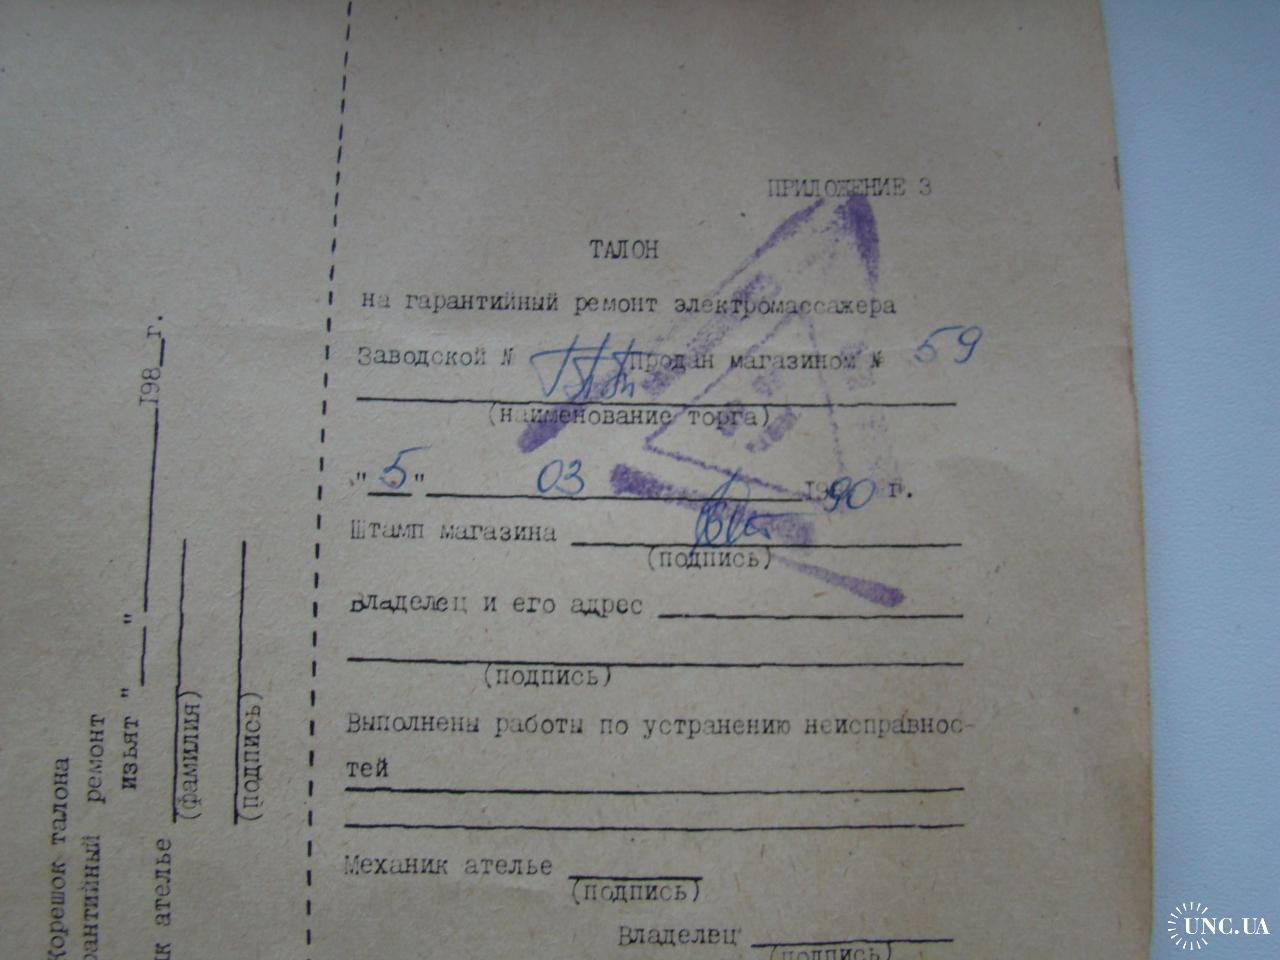 ПРИЛОЖЕНИЕ 3
ТАЛОН
на гарантийный ремонт электромассажера
Заводской № Продан магазином № 59
(наименование торга)
"5" 03 1990 г.
Штамп магазина
(подпись)
Владелец и его адрес
(подпись)
Выполнены работы по устранению неисправнос-
тей
Механик ателье
(подпись)
Владелец
(подпись)
Корешок талона
ремонт
изъят " " 198 г.
ателье
(фамилия)
(подпись)
UNC.UA